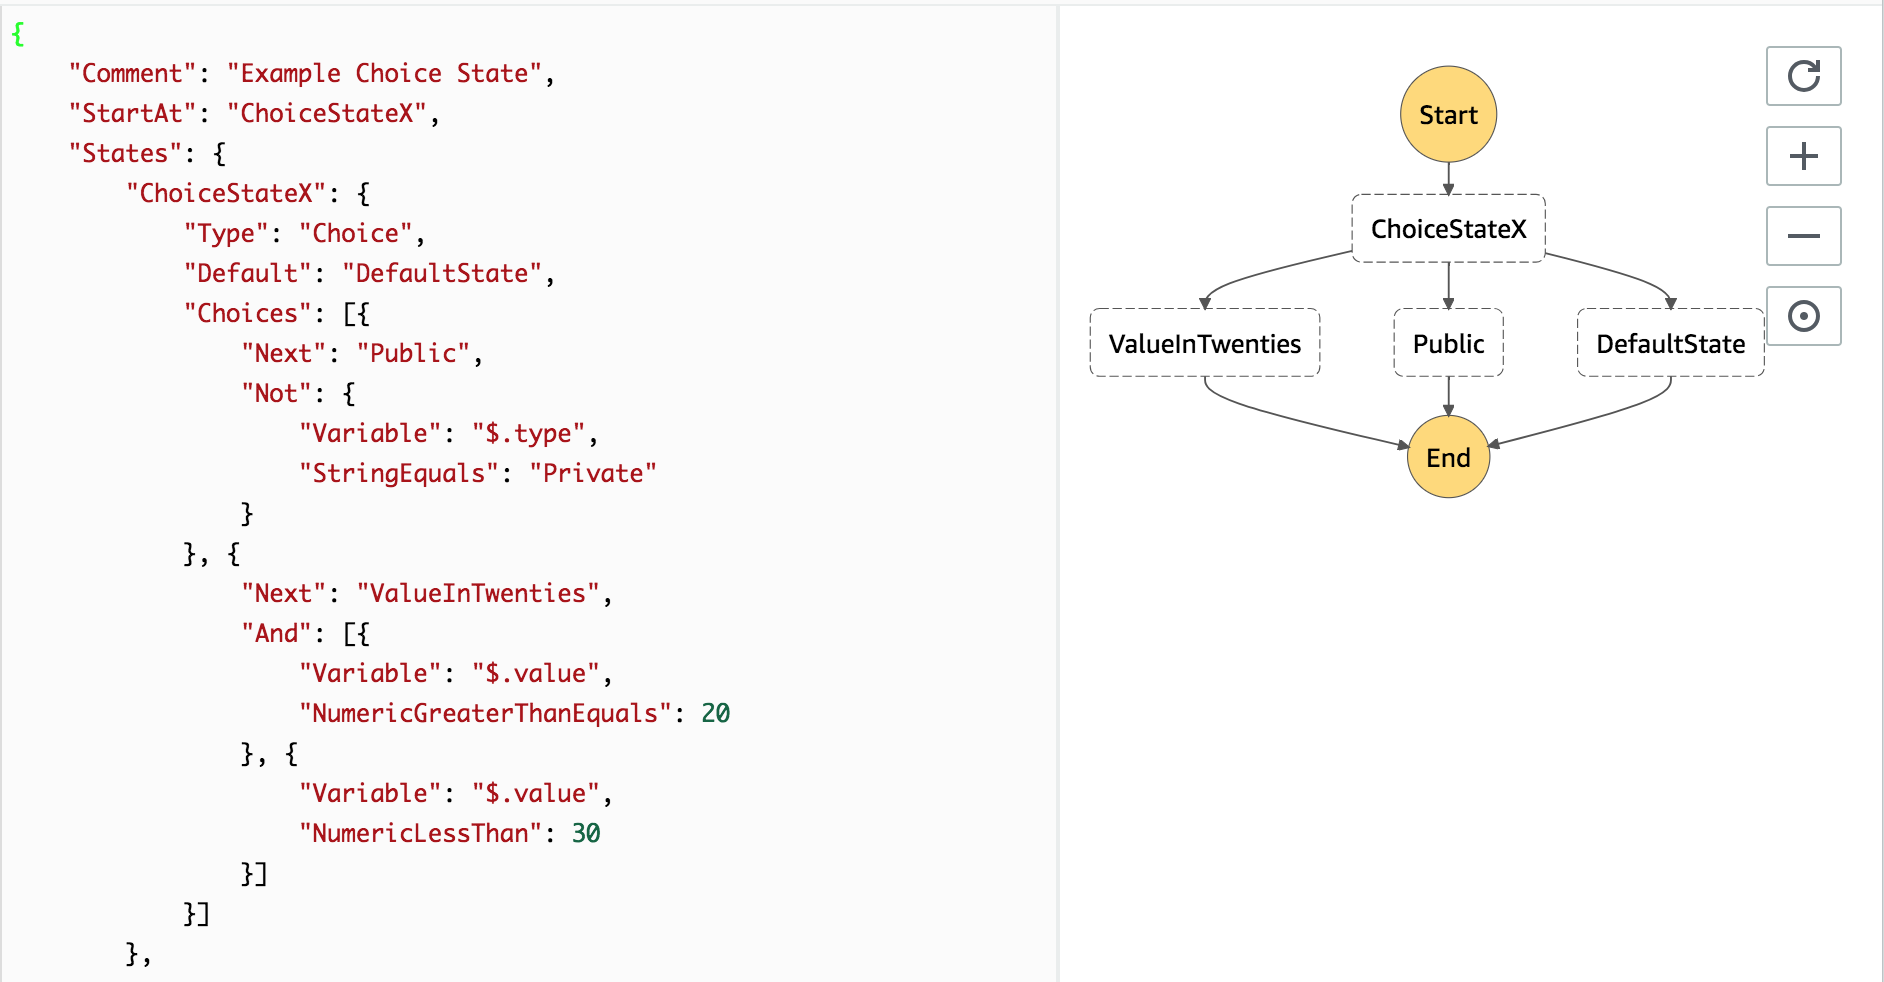 {
"Comment": "Example Choice State",
"StartAt": "ChoiceStateX",
"States": {
"ChoiceStateX": {
"Type": "Choice",
"Default": "DefaultState",
"Choices": [{
"Next": "Public",
"Not": {
"Variable": "$.type",
"StringEquals": "Private"
}
}, {
"Next": "ValueInTwenties",
"And": [{
"Variable": "$.value",
"NumericGreaterThanEquals": 20
}, {
"Variable": "$.value",
"NumericLessThan": 30
}]
}]
},
Start
ChoiceStateX
ValueInTwenties
Public
DefaultState
End